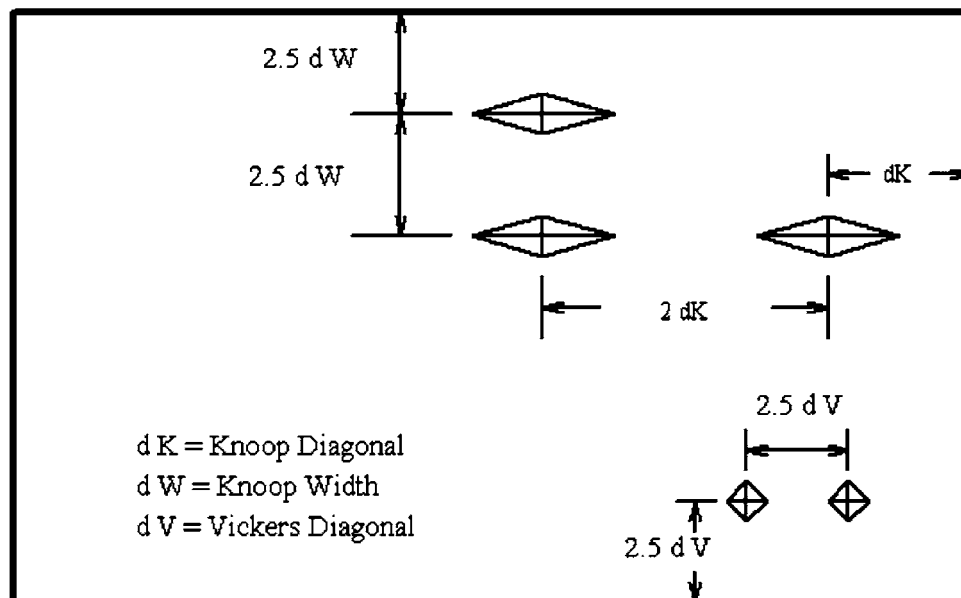 2.5 d W
2.5 d W
dK
2 dK
2.5 d V
d K = Knoop Diagonal
d W = Knoop Width
d V = Vickers Diagonal
2.5 d V